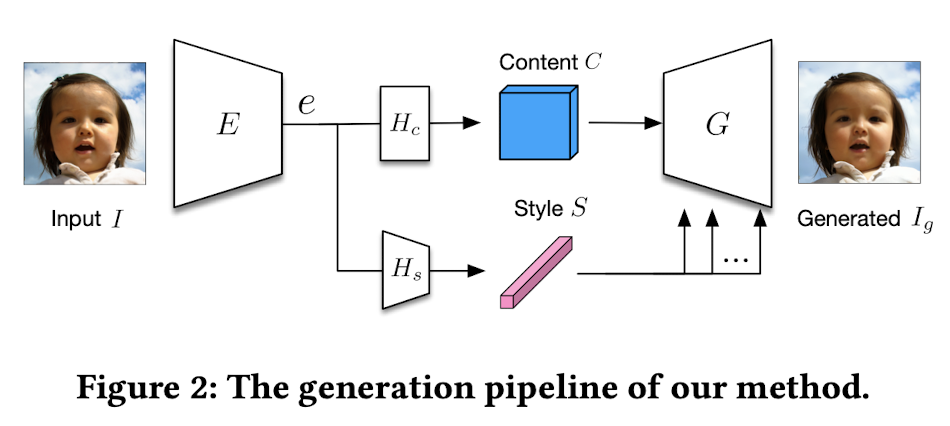 Content C
E
e
H_c
G
Input I
Style S
Generated I_g
H_s
...
Figure 2: The generation pipeline of our method.